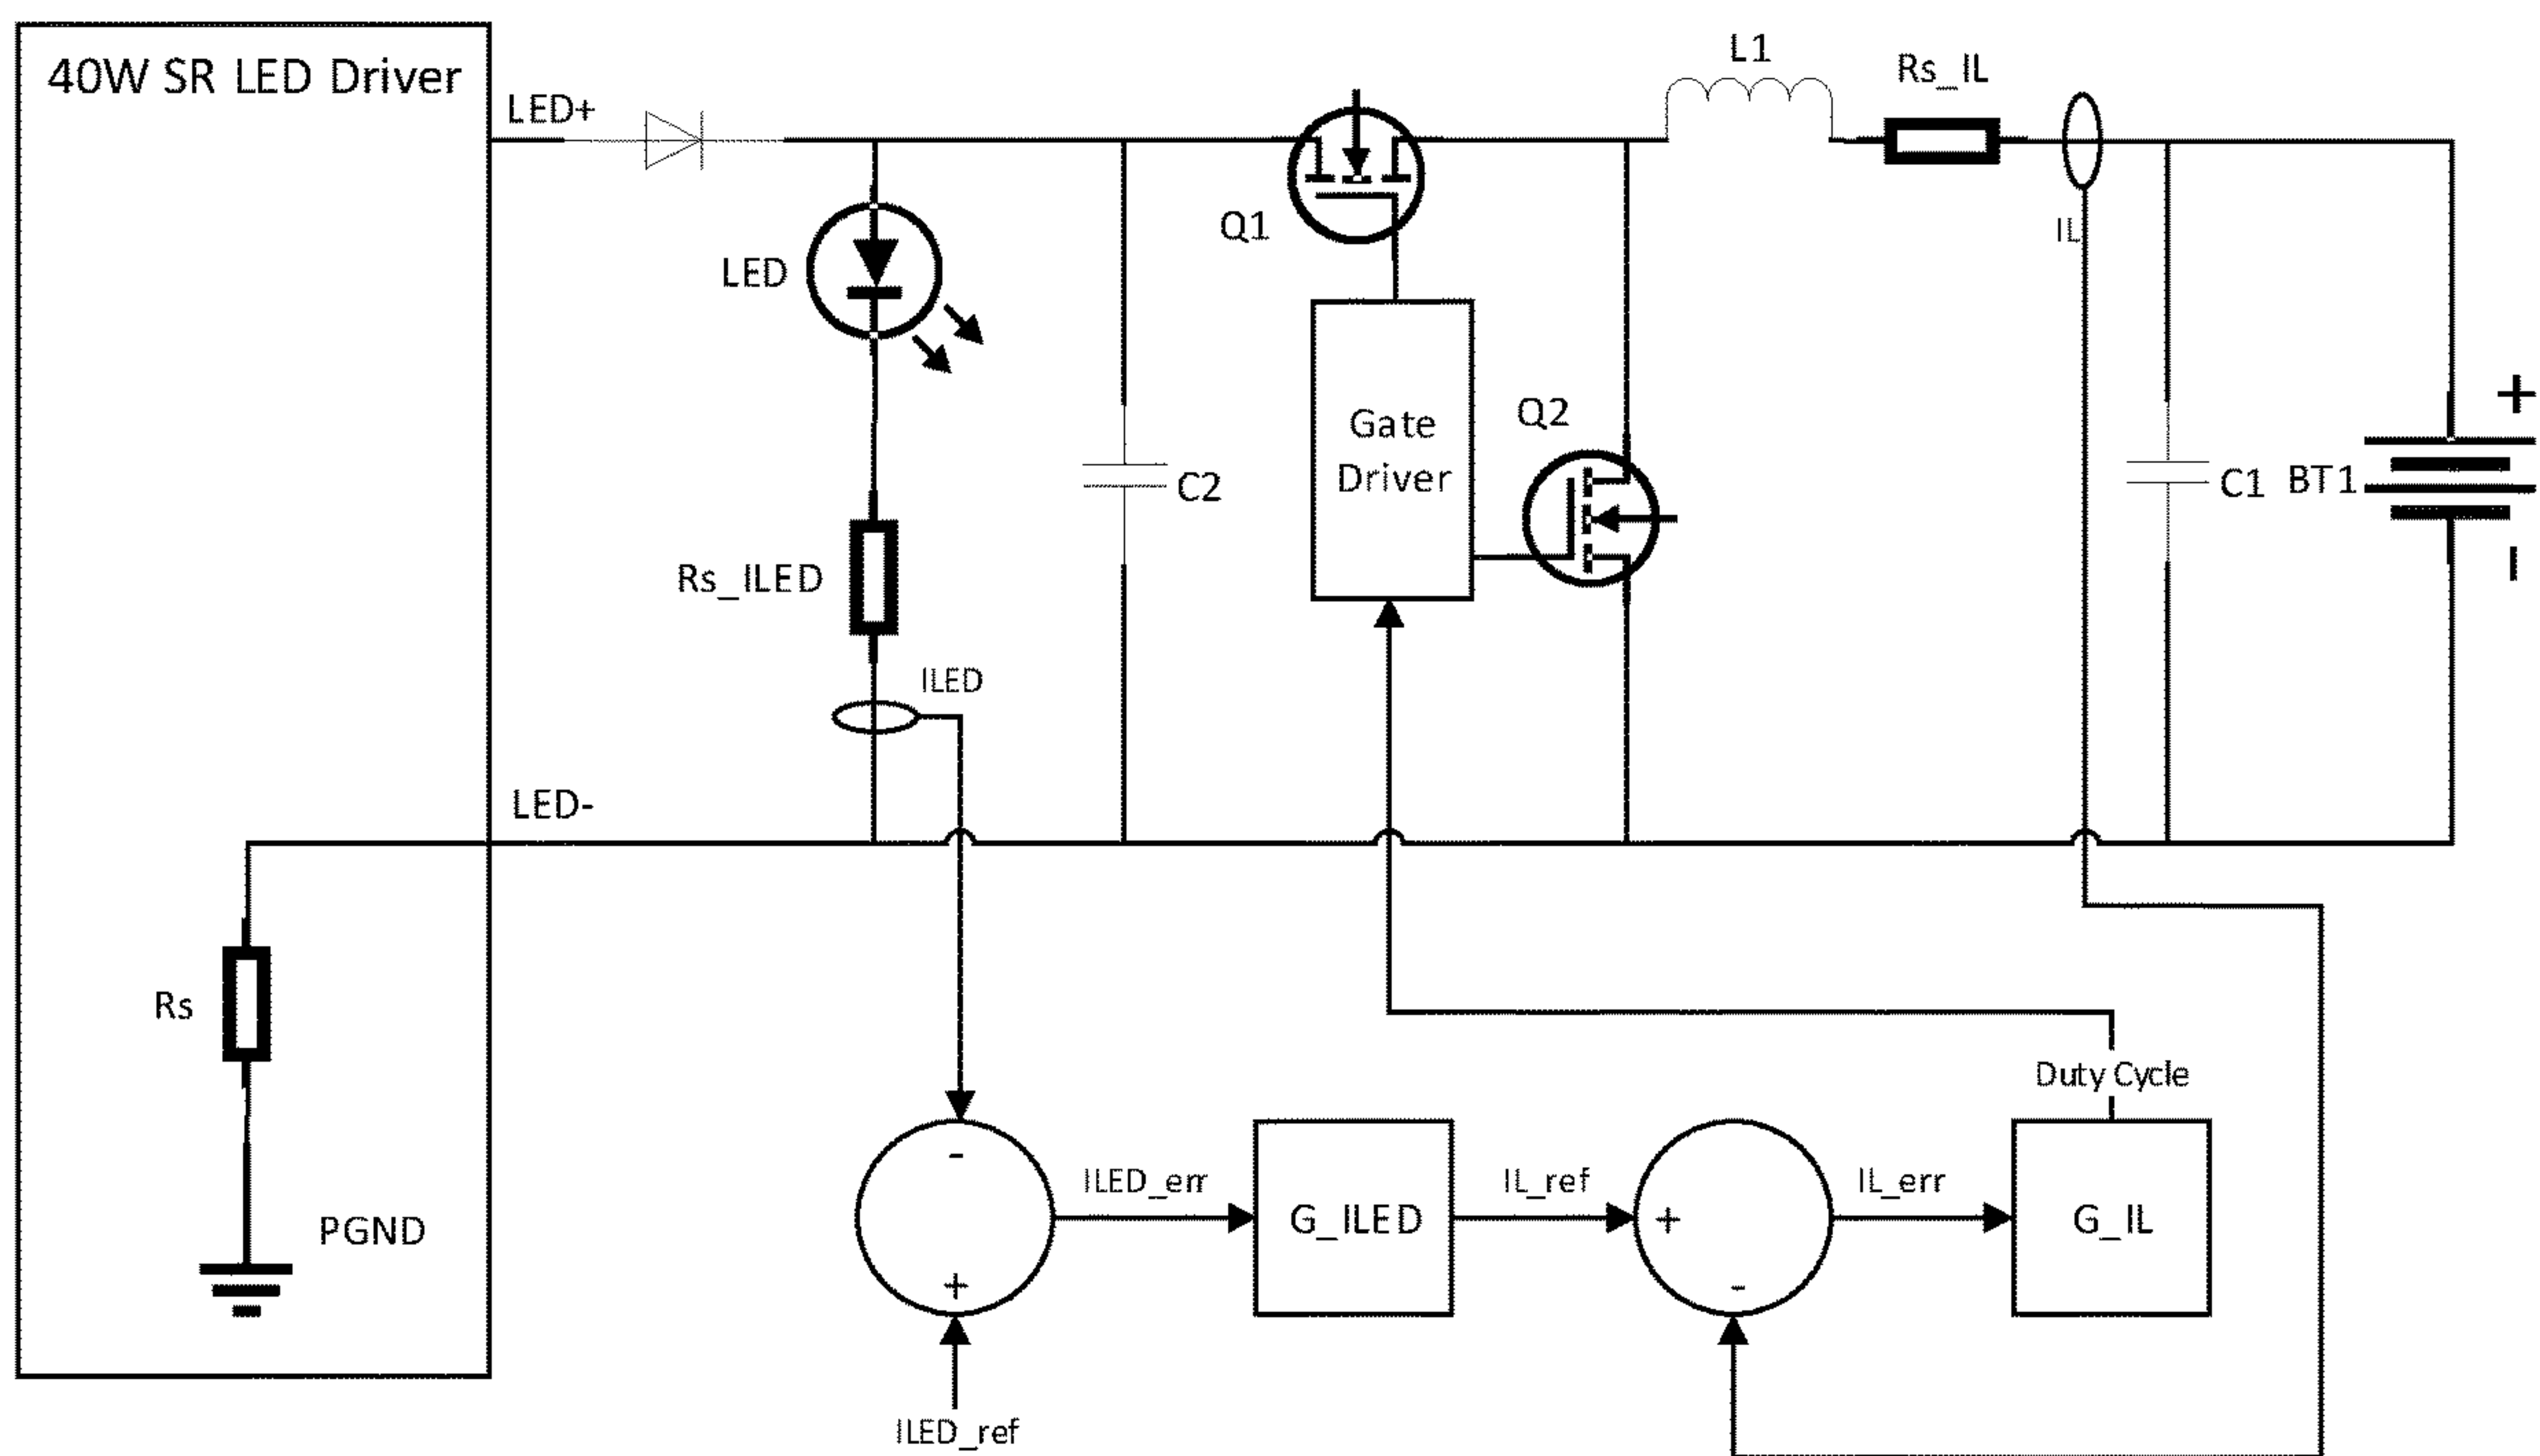 40W SR LED Driver
LED+
L1
Rs_IL
Q1
IL
LED
Gate
Driver
Q2
+
C2
C1
BT1
-
Rs_ILED
ILED
LED-
Rs
PGND
Duty Cycle
-
ILED_err
G_ILED
IL_ref
+
IL_err
G_IL
+
-
ILED_ref